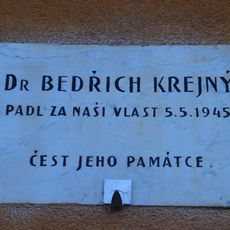 DR BEDŘICH KREJNÝ
PADL ZA NAŠI VLAST 5.5.1945
ČEST JEHO PAMÁTCE.